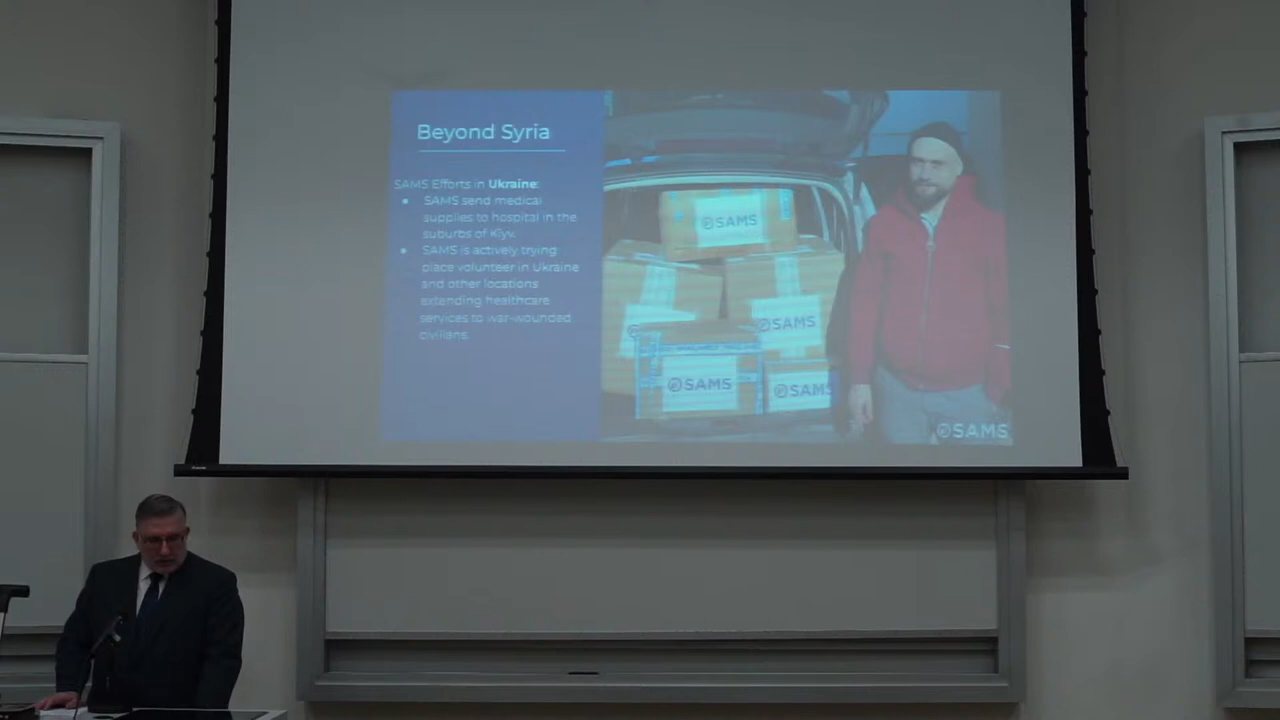 Beyond Syria
SAMS Efforts in Ukraine:
SAMS send medical
supplies to hospital in the
suburbs of Kiyv.
SAMS is actively trying
place volunteer in Ukraine
and other locations
extending healthcare
services to war-wounded
civilians.
SAMS
SAMS
SAMS
SAMS
SAMS